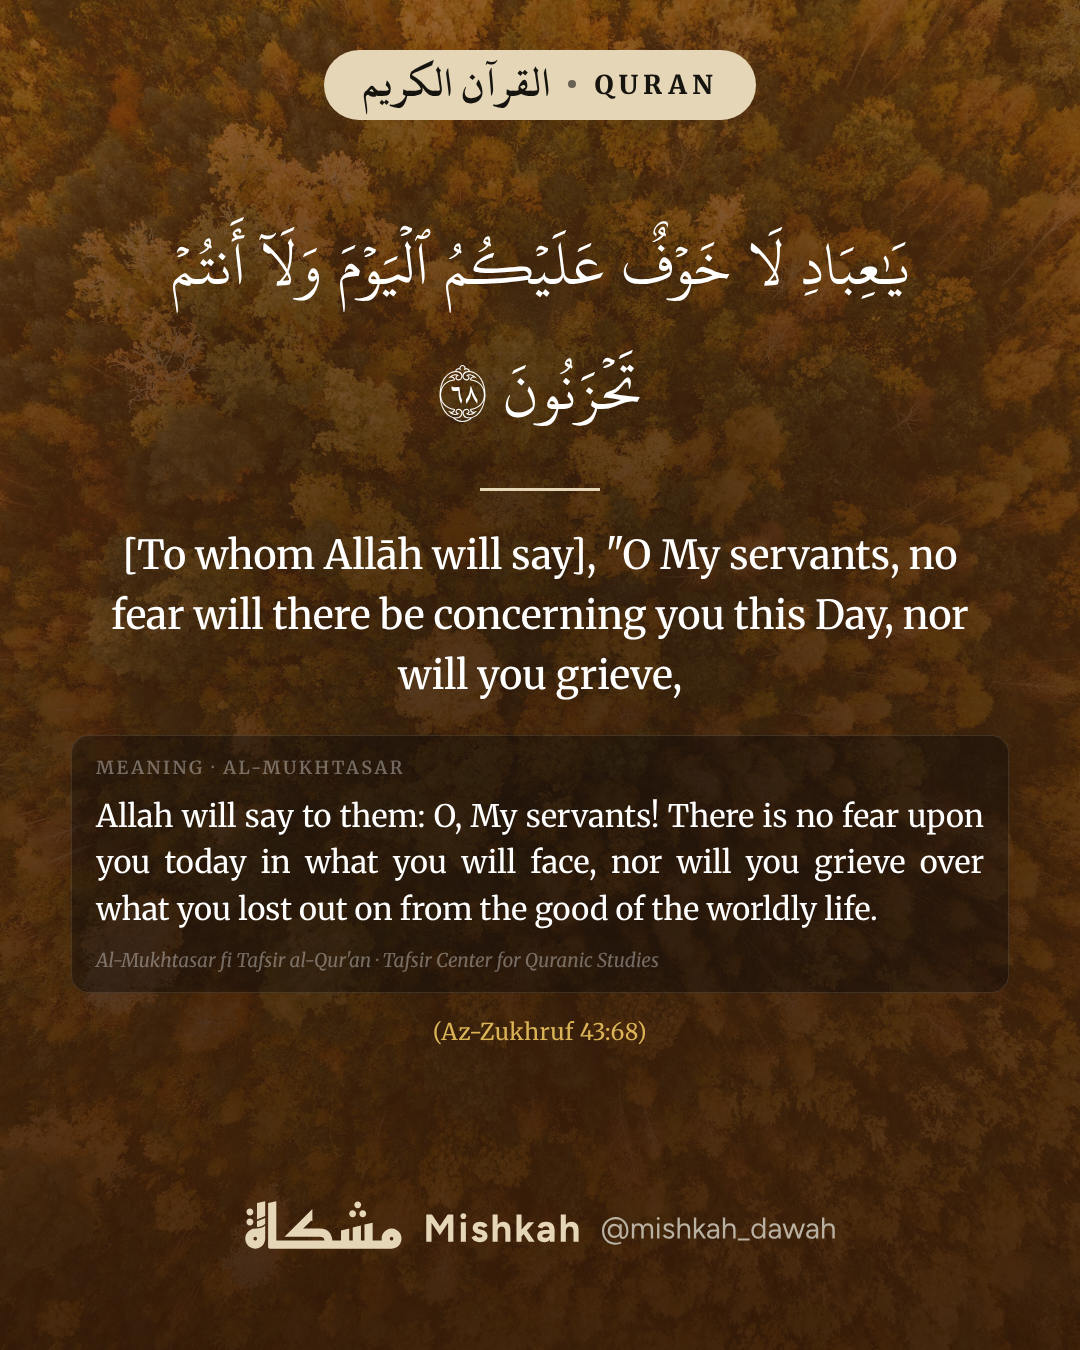 القرآن الكريم • QURAN
يَٰعِبَادِ لَا خَوْفٌ عَلَيْكُمُ ٱلْيَوْمَ وَلَآ أَنتُمْ
تَحْزَنُونَ ٦٨
[To whom Allāh will say], "O My servants, no
fear will there be concerning you this Day, nor
will you grieve,
MEANING · AL-MUKHTASAR
Allah will say to them: O, My servants! There is no fear upon
you today in what you will face, nor will you grieve over
what you lost out on from the good of the worldly life.
Al-Mukhtasar fi Tafsir al-Qur'an · Tafsir Center for Quranic Studies
(Az-Zukhruf 43:68)
مشكاة Mishkah @mishkah_dawah